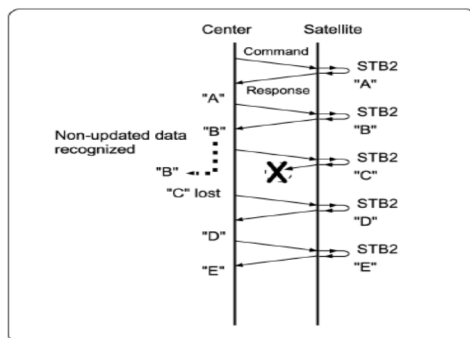 Center Satellite
Command
STB2
"A"
Response
"A"
STB2
"B"
"B"
Non-updated data
recognized
STB2
"B"
X
"C"
"C" lost
STB2
"D"
"D"
STB2
"E"
"E"